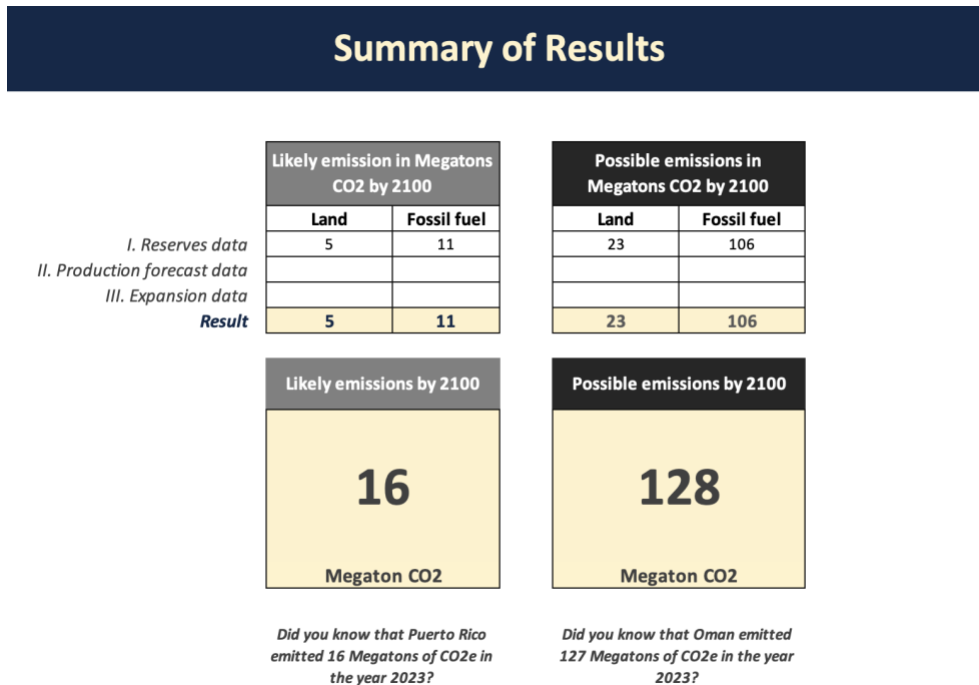 Summary of Results
Likely emission in Megatons
CO2 by 2100
Possible emissions in
Megatons CO2 by 2100
Land Fossil fuel Land Fossil fuel
I. Reserves data 5 11 23 106
II. Production forecast data
III. Expansion data
Result 5 11 23 106
Likely emissions by 2100
Possible emissions by 2100
16
128
Megaton CO2
Megaton CO2
Did you know that Puerto Rico
emitted 16 Megatons of CO2e in
the year 2023?
Did you know that Oman emitted
127 Megatons of CO2e in the year
2023?